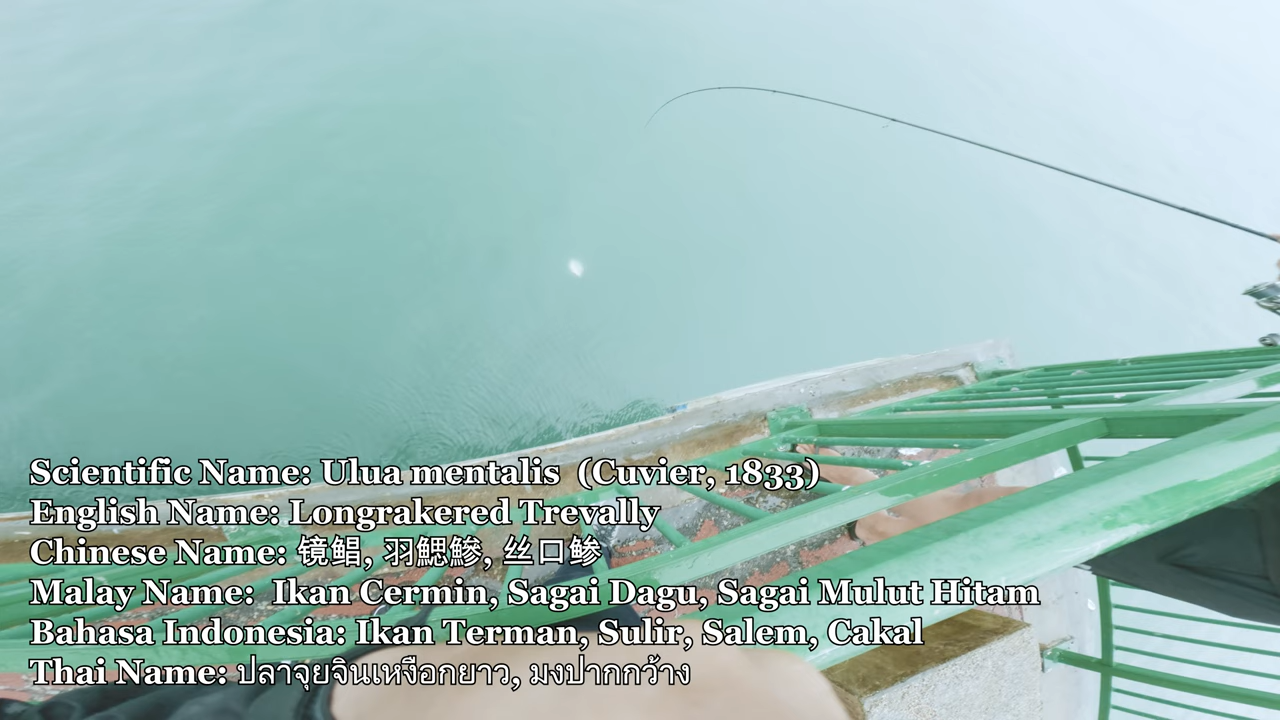 Scientific Name: Ulua mentalis (Cuvier, 1833)
English Name: Longrakered Trevally
Chinese Name: 镜鲳, 羽鰓鰺, 丝口鲹
Malay Name: Ikan Cermin, Sagai Dagu, Sagai Mulut Hitam
Bahasa Indonesia: Ikan Terman, Sulir, Salem, Cakal
Thai Name: ปลาจุยจินเหงือกยาว, มงปากกว้าง